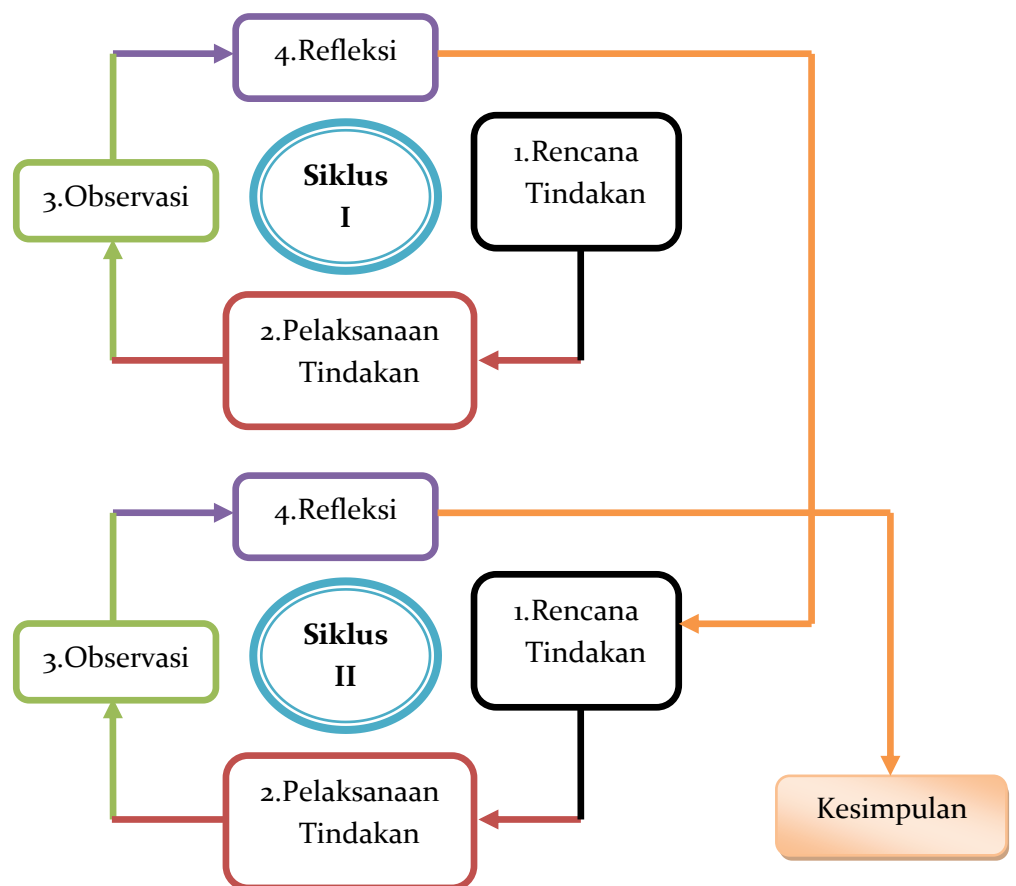 4.Refleksi
1.Rencana
Tindakan
Siklus
I
3.Observasi
2.Pelaksanaan
Tindakan
4.Refleksi
1.Rencana
Tindakan
Siklus
II
3.Observasi
2.Pelaksanaan
Tindakan
Kesimpulan